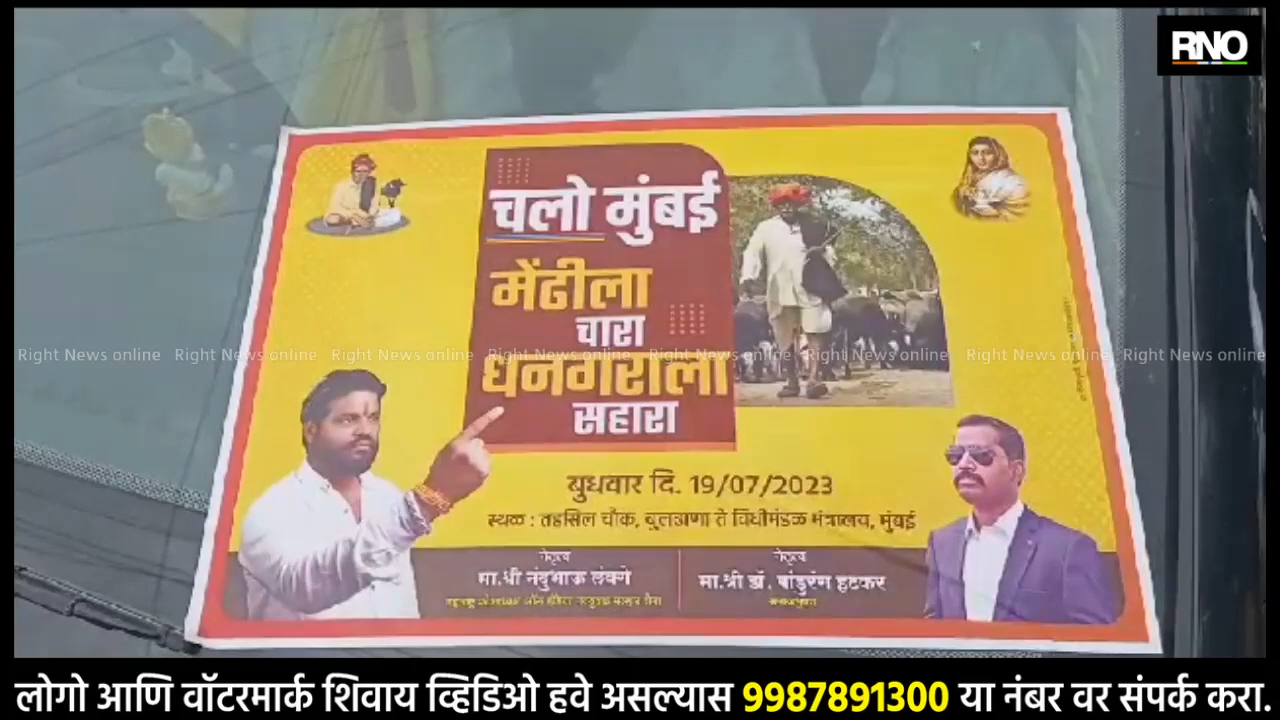 RNO
चलो मुंबई
मेंढीला
चारा
धनगराला
सहारा
Right News online Right News online Right News online Right News online Right News online Right News online Right News online Right News online
बुधवार दि. 19/07/2023
स्थळ : तहसिल चौक, बुलढाणा ते विधीमंडळ मंत्रालय, मुंबई
नेतृत्व
मा.श्री नंदुभाऊ लवंगे
नेतृत्व
मा.श्री डॉ. पांडुरंग हटकर
लोगो आणि वॉटरमार्क शिवाय व्हिडिओ हवे असल्यास 9987891300 या नंबर वर संपर्क करा.